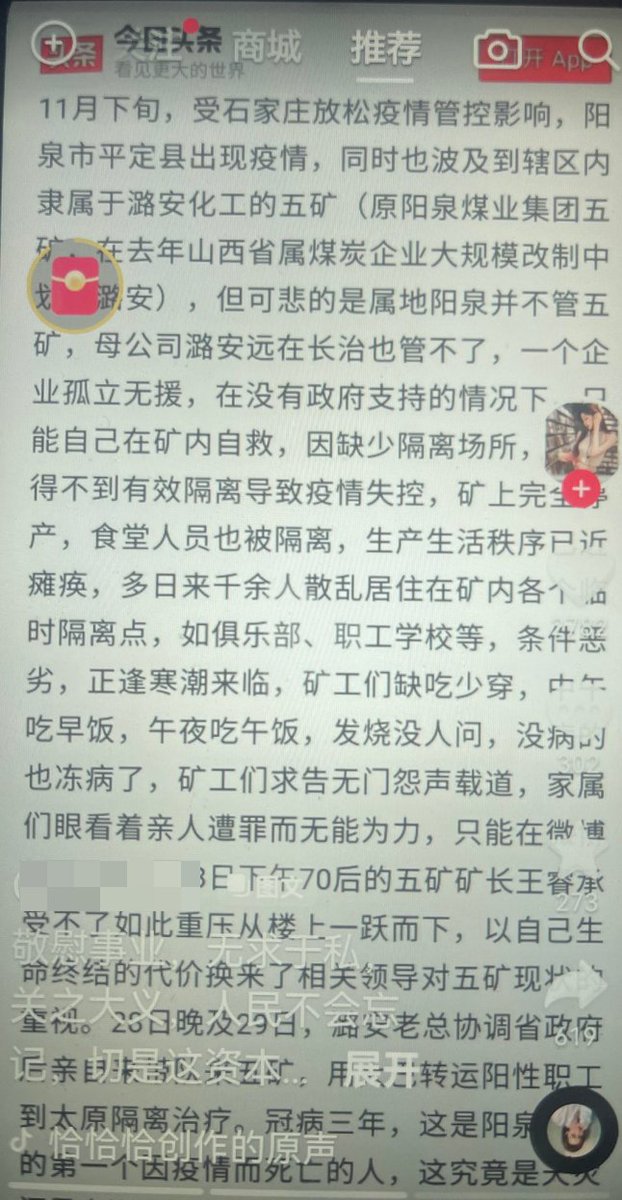 今日头条
商城
推荐
头条
看见更大的世界
打开 App
11月下旬，受石家庄放松疫情管控影响，阳
泉市平定县出现疫情，同时也波及到辖区内
隶属于潞安化工的五矿（原阳泉煤业集团五
矿，在去年山西省属煤炭企业大规模改制中
潞安），但可悲的是属地阳泉并不管五
矿，母公司潞安远在长治也管不了，一个企
业孤立无援，在没有政府支持的情况下，只
能自己在矿内自救，因缺少隔离场所，
得不到有效隔离导致疫情失控，矿上完全停
产，食堂人员也被隔离，生产生活秩序已近
瘫痪，多日来千余人散乱居住在矿内各个临
时隔离点，如俱乐部、职工学校等，条件恶
劣，正逢寒潮来临，矿工们缺吃少穿，中午
吃早饭，午夜吃午饭，发烧没人问，没病的
也冻病了，矿工们求告无门怨声载道，家属
302
们眼看着亲人遭罪而无能为力，只能在微博
8日下午70后的五矿矿长王
承
图文
273
受不了如此重压从楼上一跃而下，以自己生
敬慰事业，无求于私，
命终结的代价换来了相关领导对五矿现状的
关之大义，人民不会忘
重视。28日晚及29日，潞安老总协调省政府
619
记，切是这资本... 展开
后亲自来带队负五矿。用
转运阳性职工
到太原隔离治疗。冠病三年，这是阳泉
恰恰恰创作的原声
的第一个因疫情而死亡的人，这究竟是天灾